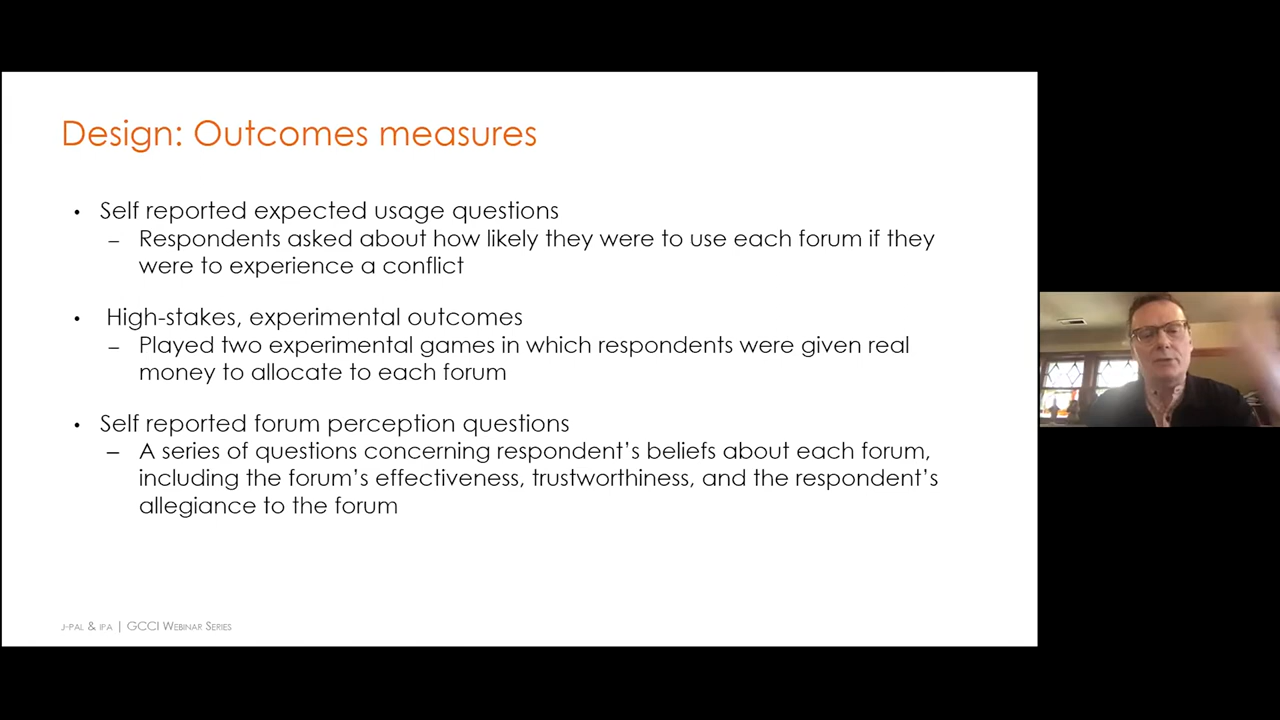 Design: Outcomes measures
• Self reported expected usage questions
– Respondents asked about how likely they were to use each forum if they
were to experience a conflict
• High-stakes, experimental outcomes
– Played two experimental games in which respondents were given real
money to allocate to each forum
• Self reported forum perception questions
– A series of questions concerning respondent’s beliefs about each forum,
including the forum’s effectiveness, trustworthiness, and the respondent’s
allegiance to the forum
J-PAL & IPA | GCCI WEBINAR SERIES